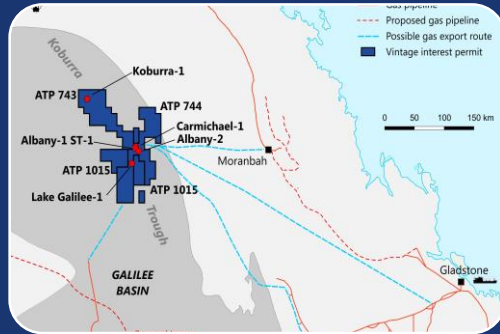 Gas pipeline
Proposed gas pipeline
Possible gas export route
Vintage interest permit
0 50 100 150
kilometres
Koburra
Koburra-1
ATP 743
ATP 744
Carmichael-1
Albany-1 ST-1
Albany-2
Moranbah
ATP 1015
ATP 1015
Lake Galilee-1
Trough
GALILEE
BASIN
Gladstone